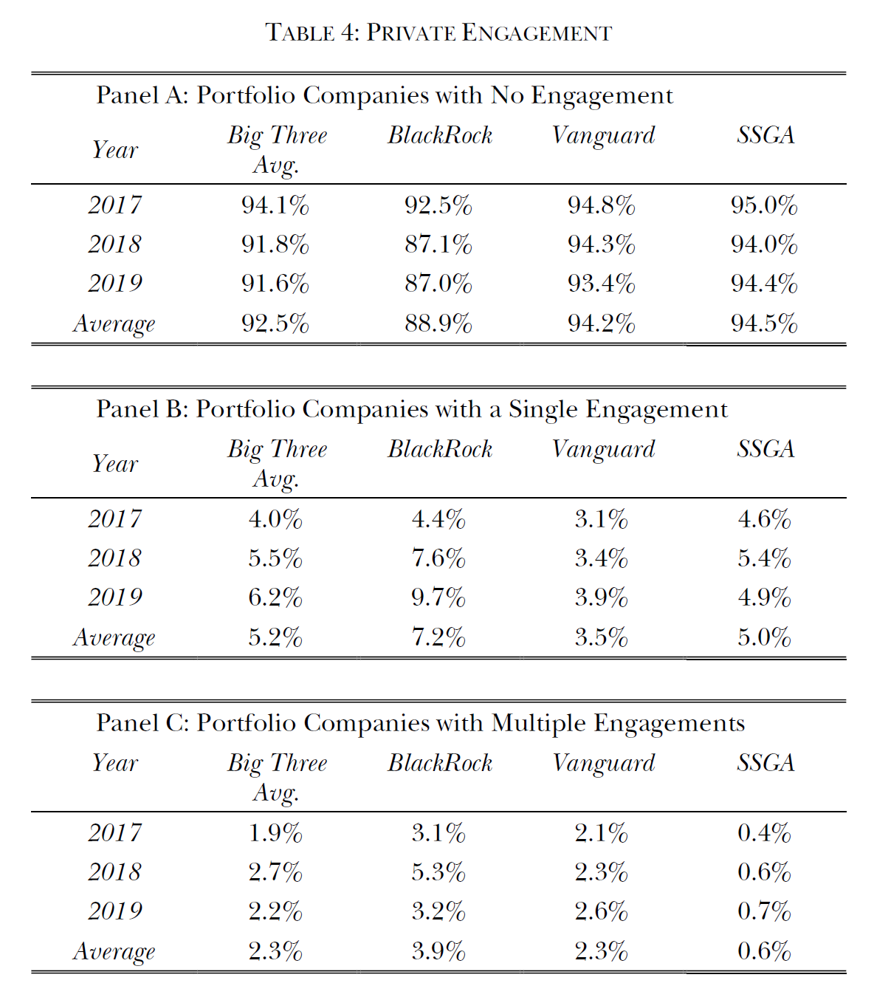 TABLE 4: PRIVATE ENGAGEMENT
Panel A: Portfolio Companies with No Engagement
Year Big Three Avg. BlackRock Vanguard SSGA
2017 94.1% 92.5% 94.8% 95.0%
2018 91.8% 87.1% 94.3% 94.0%
2019 91.6% 87.0% 93.4% 94.4%
Average 92.5% 88.9% 94.2% 94.5%
Panel B: Portfolio Companies with a Single Engagement
Year Big Three Avg. BlackRock Vanguard SSGA
2017 4.0% 4.4% 3.1% 4.6%
2018 5.5% 7.6% 3.4% 5.4%
2019 6.2% 9.7% 3.9% 4.9%
Average 5.2% 7.2% 3.5% 5.0%
Panel C: Portfolio Companies with Multiple Engagements
Year Big Three Avg. BlackRock Vanguard SSGA
2017 1.9% 3.1% 2.1% 0.4%
2018 2.7% 5.3% 2.3% 0.6%
2019 2.2% 3.2% 2.6% 0.7%
Average 2.3% 3.9% 2.3% 0.6%